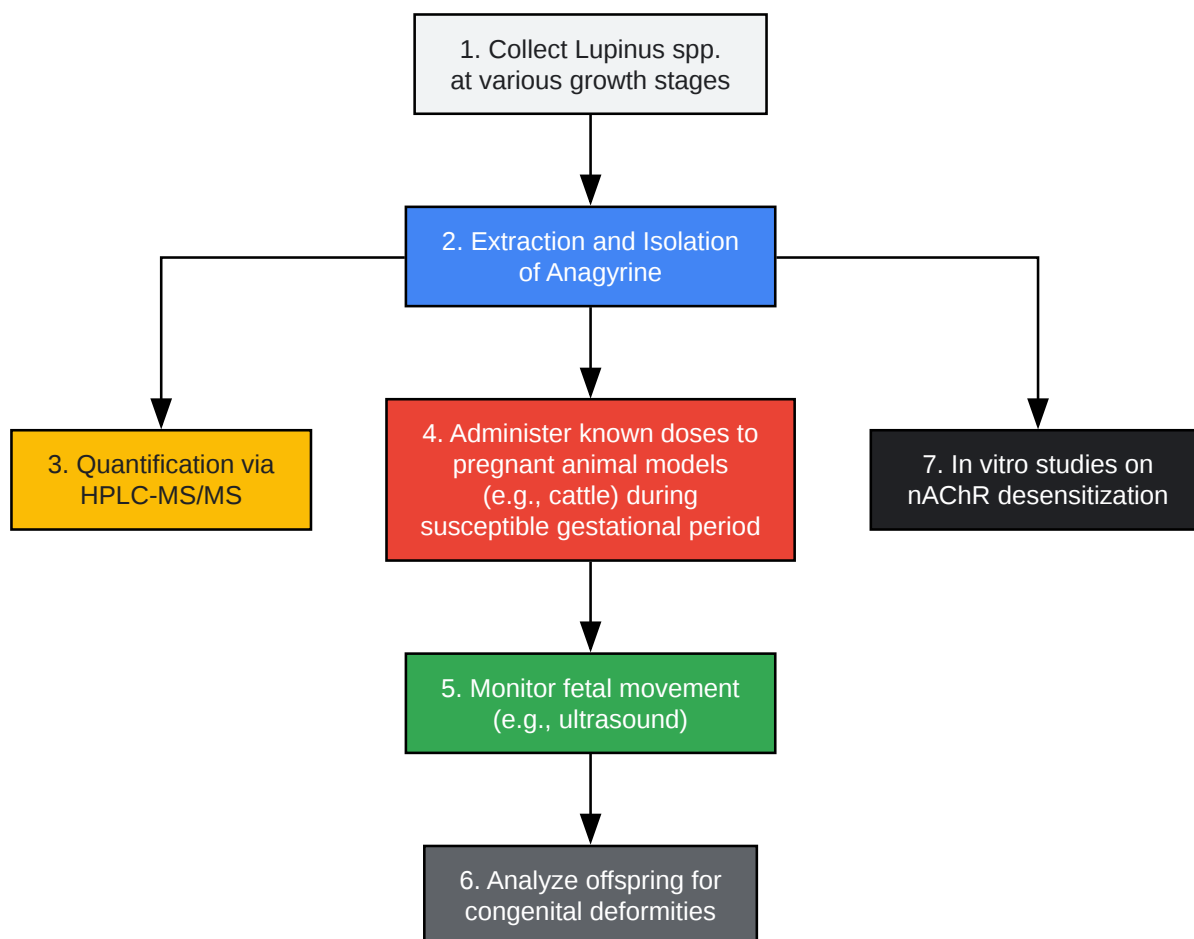 1. Collect Lupinus spp.
at various growth stages
2. Extraction and Isolation
of Anagyrine
3. Quantification via
HPLC-MS/MS
4. Administer known doses to
pregnant animal models
(e.g., cattle) during
susceptible gestational period
7. In vitro studies on
nAChR desensitization
5. Monitor fetal movement
(e.g., ultrasound)
6. Analyze offspring for
congenital deformities